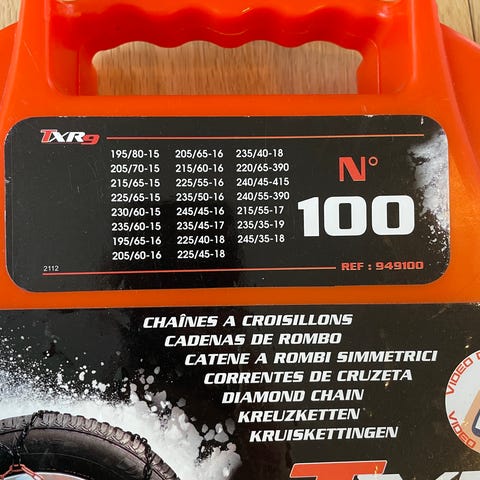 TXR9
195/80-15 205/65-16 235/40-18
205/70-15 215/60-16 220/65-390
215/65-15 225/55-16 240/45-415
225/65-15 235/50-16 240/55-390
230/60-15 245/45-16 215/55-17
235/60-15 235/45-17 235/35-19
195/65-16 225/40-18 245/35-18
205/60-16 225/45-18
N°
100
2112
REF : 949100
CHAÎNES A CROISILLONS
CADENAS DE ROMBO
CATENE A ROMBI SIMMETRICI
CORRENTES DE CRUZETA
DIAMOND CHAIN
KREUZKETTEN
KRUISKETTINGEN
VIDEO
VÍDEO